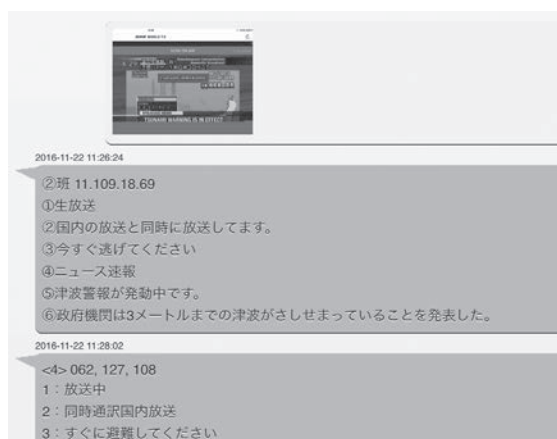 TSUNAMI WARNING IS IN EFFECT
2016-11-22 11:26:24
②班 11.109.18.69
①生放送
②国内の放送と同時に放送してます。
③今すぐ逃げてください
④ニュース速報
⑤津波警報が発動中です。
⑥政府機関は3メートルまでの津波がさしせまっていることを発表した。
2016-11-22 11:28:02
<4> 062, 127, 108
1：放送中
2：同時通訳国内放送
3：すぐに避難してください